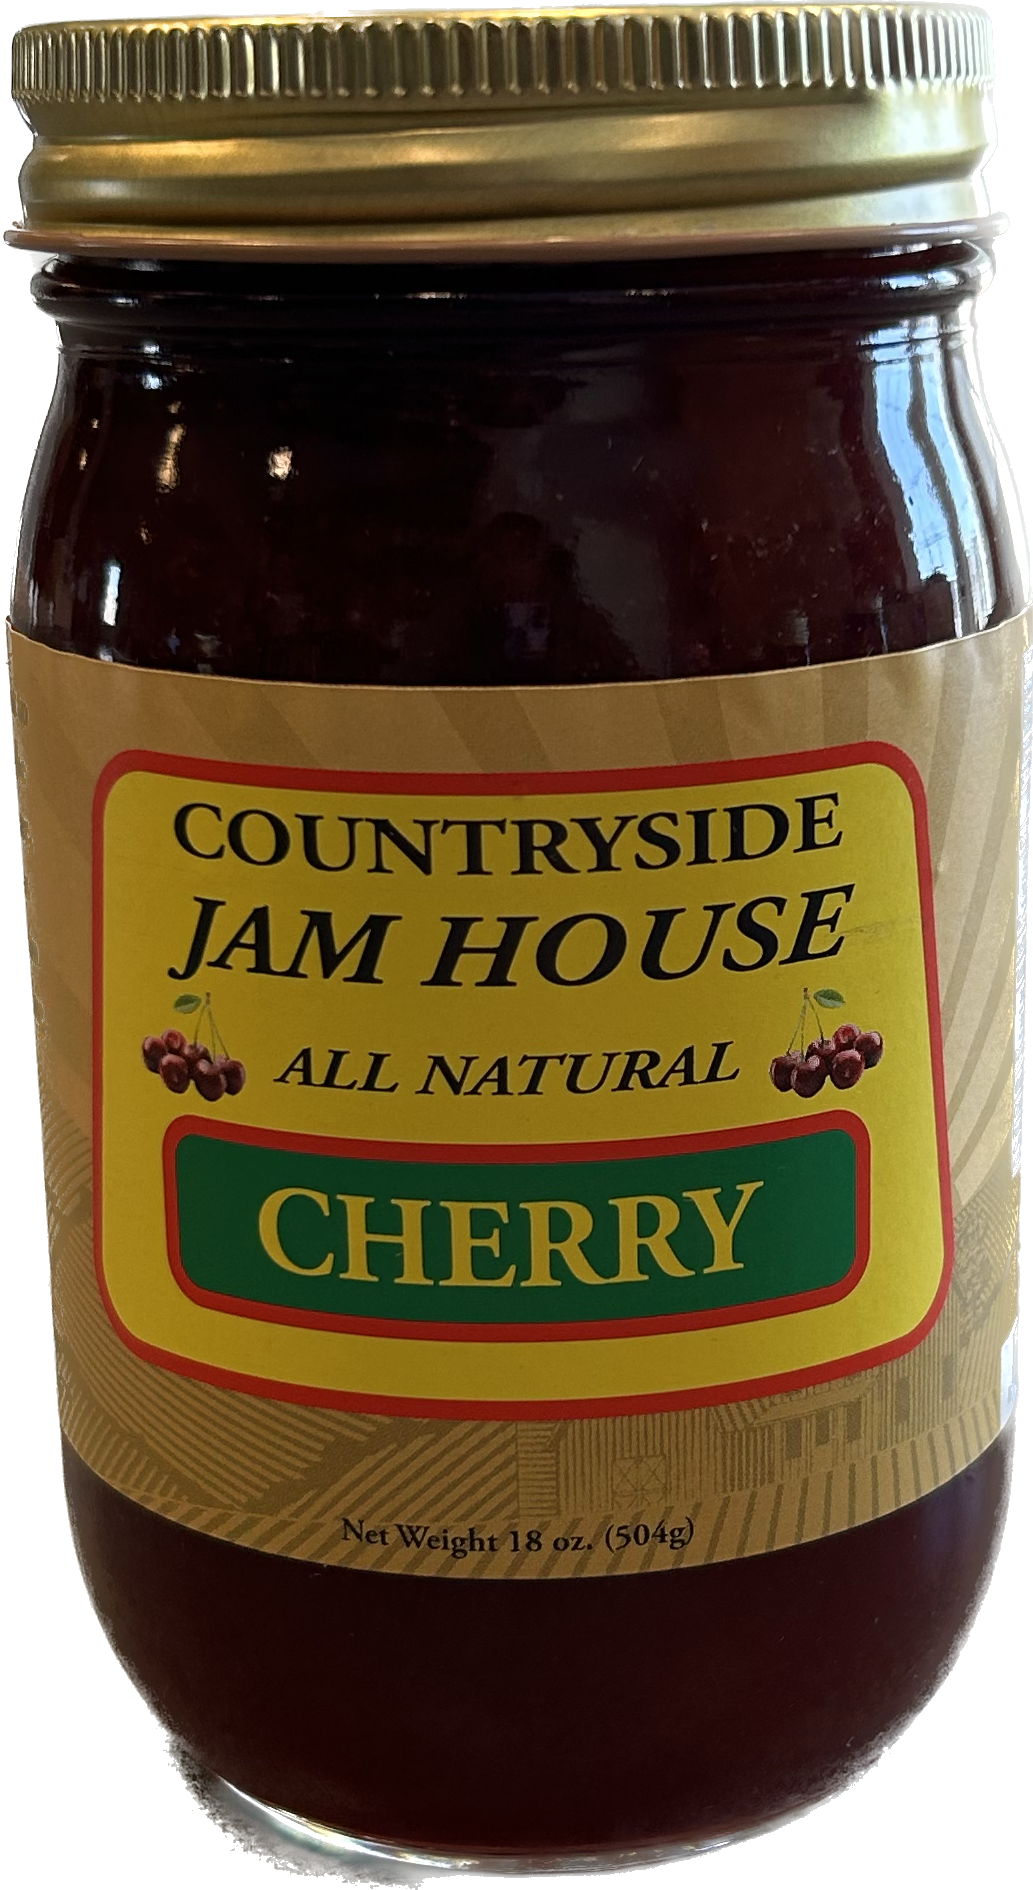 COUNTRYSIDE
JAM HOUSE
ALL NATURAL
CHERRY
Net Weight 18 oz. (504g)